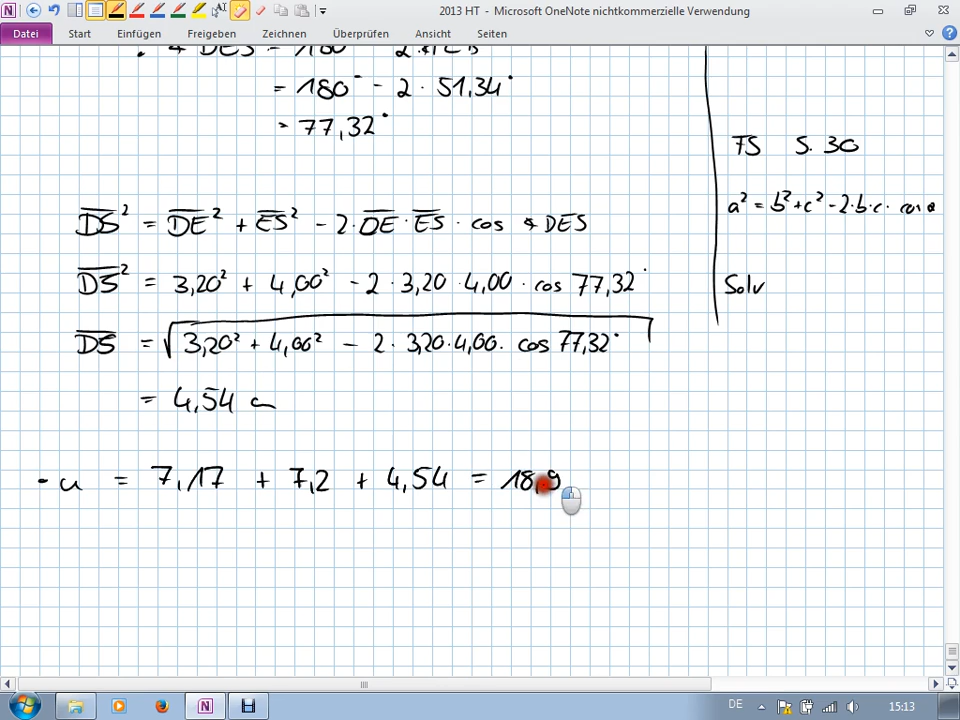 2013 HT - Microsoft OneNote nichtkommerzielle Verwendung
Datei Start Einfügen Freigeben Zeichnen Überprüfen Ansicht Seiten
∢ DES = 180°
= 180° - 2 · 51,34°
= 77,32°
FS S. 30
DS² = DE² + ES² - 2·DE·ES · cos ∢ DES
a² = b² + c² - 2·b·c· cos α
DS² = 3,20² + 4,00² - 2 · 3,20 · 4,00 · cos 77,32°
Solv
DS = √3,20² + 4,00² - 2 · 3,20·4,00· cos 77,32°
= 4,54 cm
- u = 7,17 + 7,2 + 4,54 = 18,9
DE 15:13